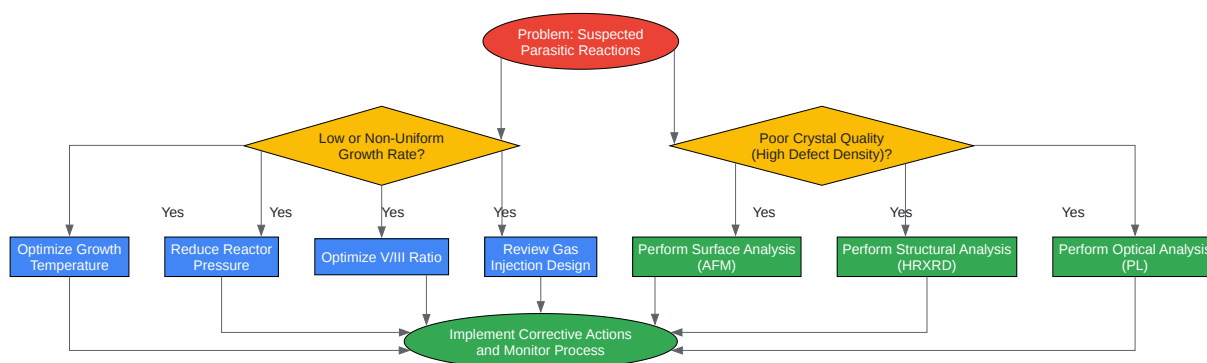 Problem: Suspected
Parasitic Reactions
Low or Non-Uniform
Growth Rate?
Poor Crystal Quality
(High Defect Density)?
Yes
Yes
Yes
Yes
Yes
Yes
Yes
Optimize Growth
Temperature
Reduce Reactor
Pressure
Optimize V/III Ratio
Review Gas
Injection Design
Perform Surface Analysis
(AFM)
Perform Structural Analysis
(HRXRD)
Perform Optical Analysis
(PL)
Implement Corrective Actions
and Monitor Process